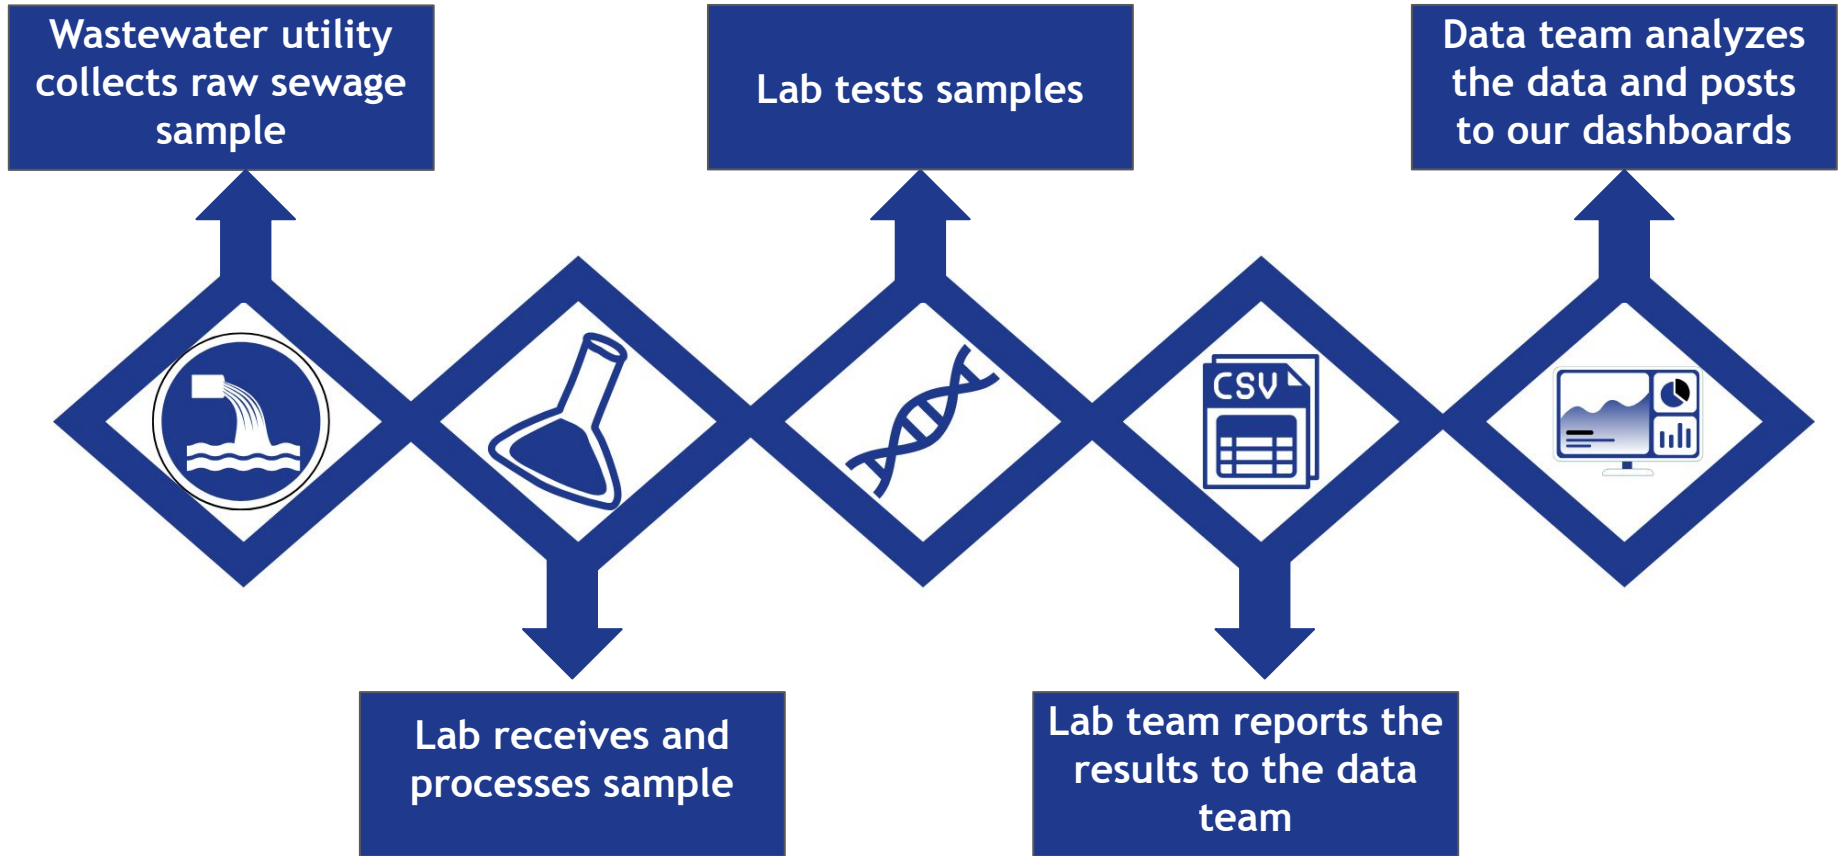 Wastewater utility
collects raw sewage
sample
Lab receives and
processes sample
Lab tests samples
CSV
Lab team reports the
results to the data
team
Data team analyzes
the data and posts
to our dashboards